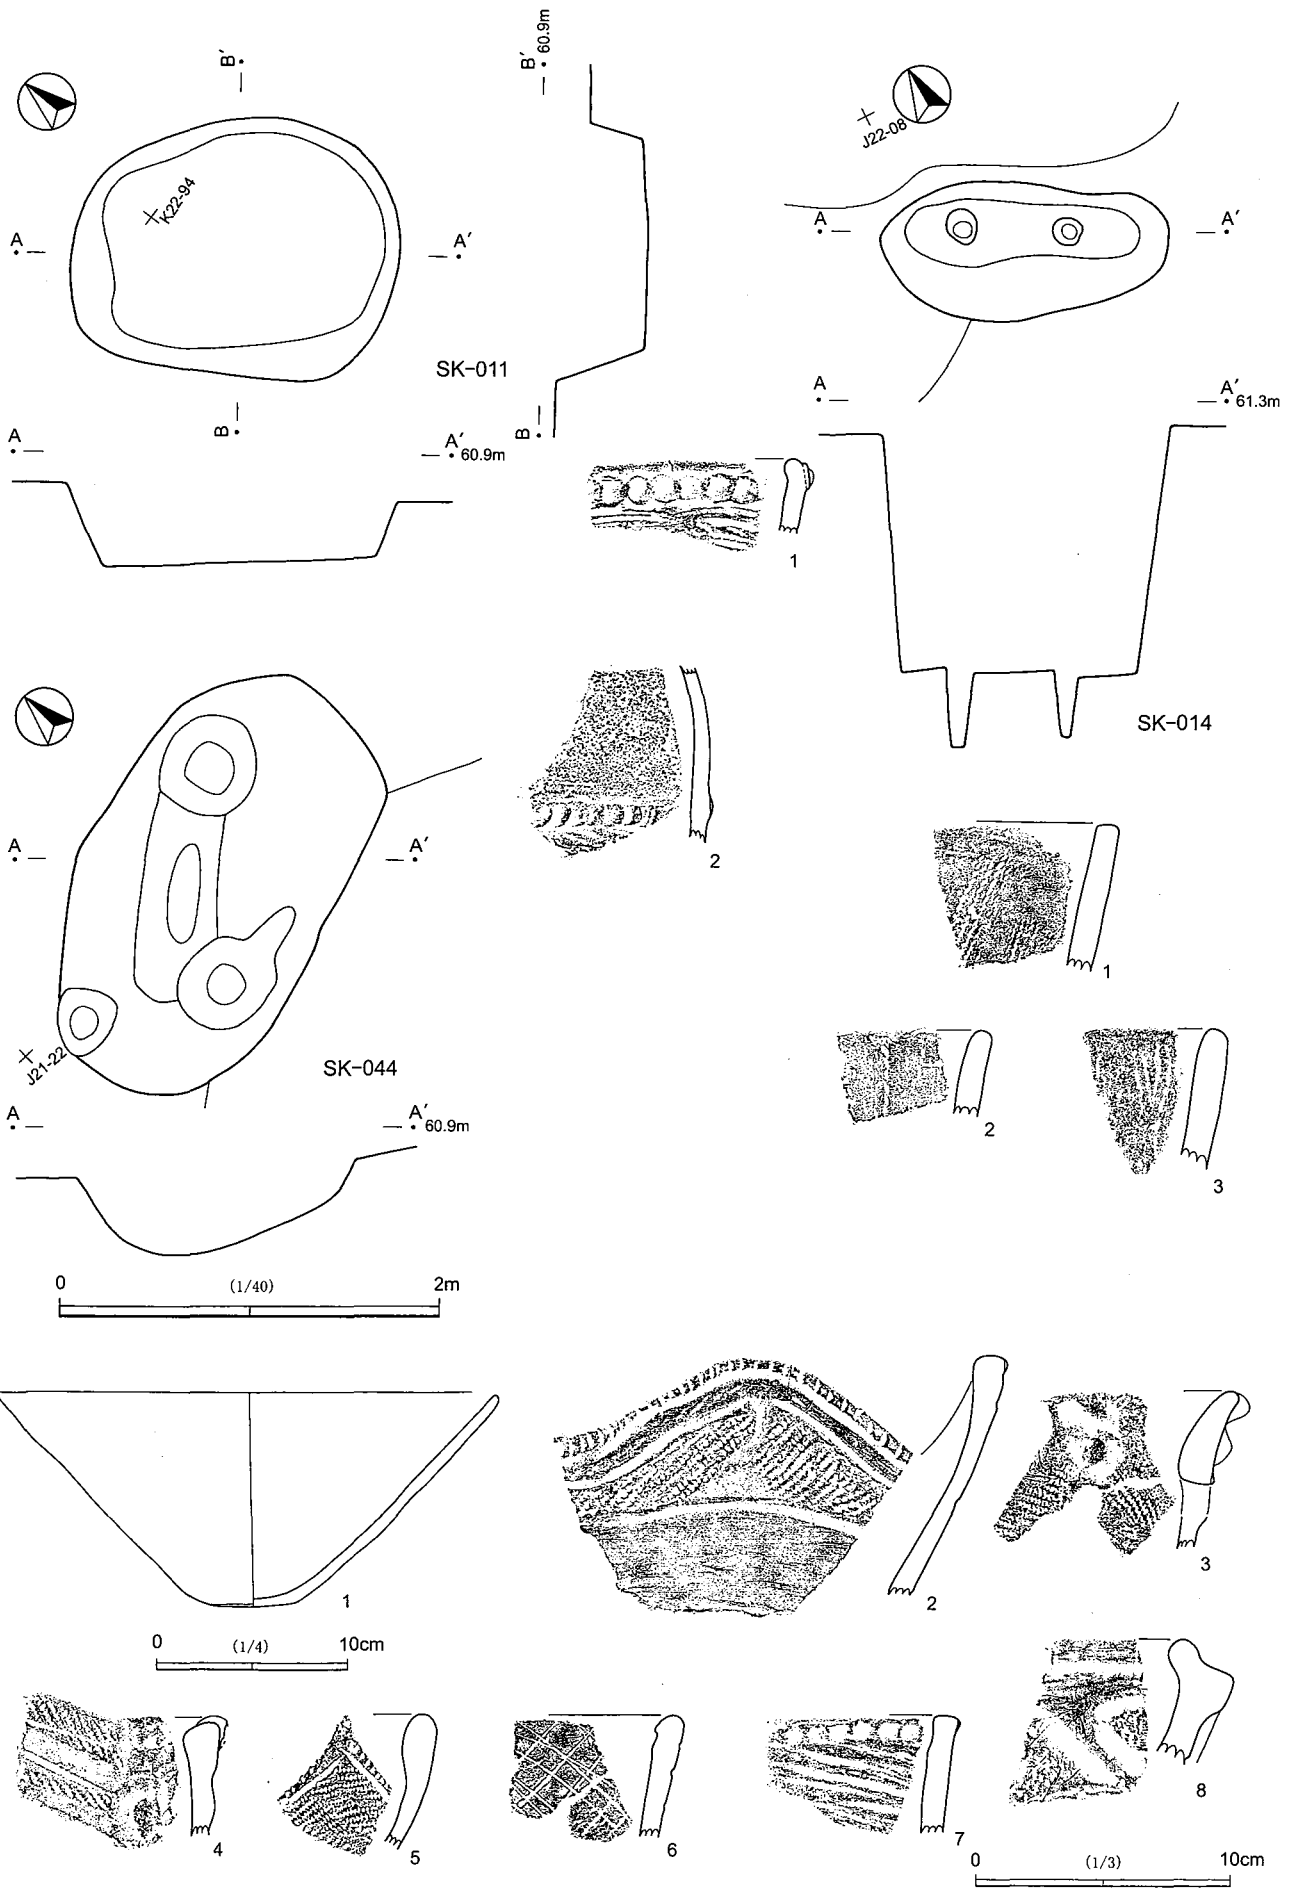 B′
B′
60.9m
J22-08
K22-94
A
A′
A
A′
SK-011
A
A′
61.3m
B
B
A
A′
60.9m
1
SK-014
2
A
A′
1
J21-22
SK-044
2
3
A
A′
60.9m
0
(1/40)
2m
1
2
3
0
(1/4)
10cm
4
5
6
7
8
0
(1/3)
10cm